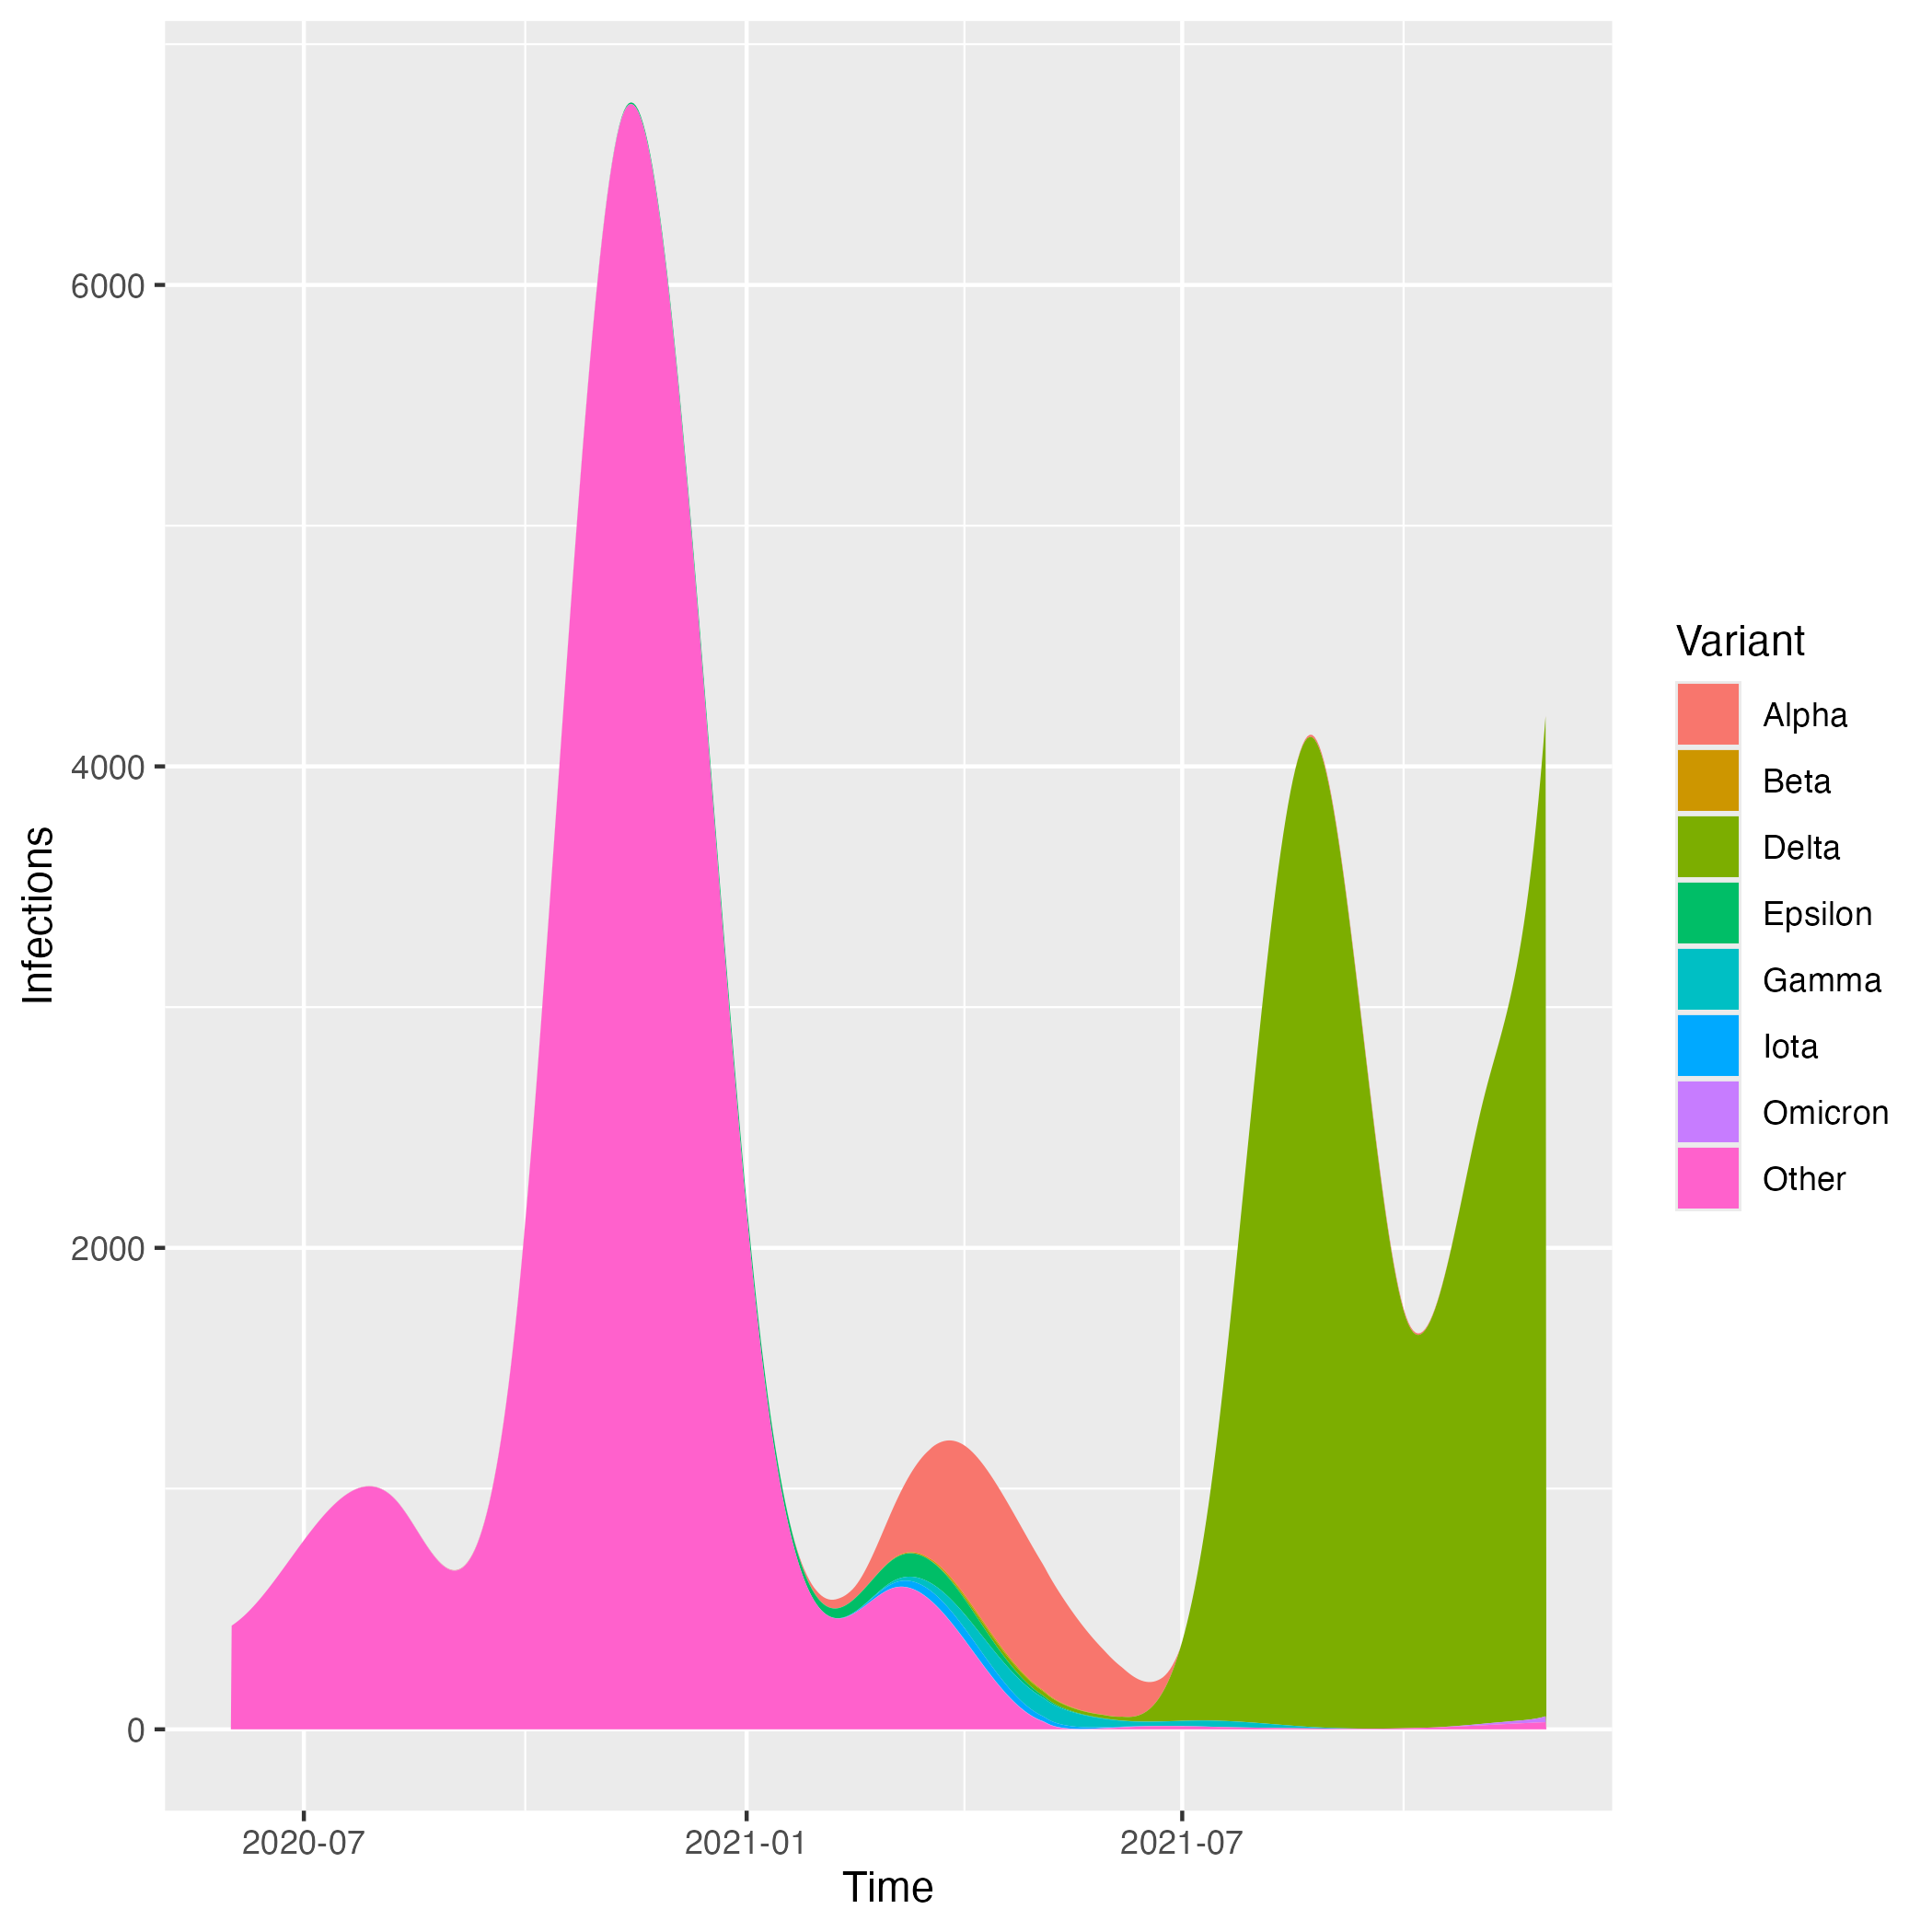 6000
4000
2000
0
Infections
2020-07
2021-01
2021-07
Time
Variant
Alpha
Beta
Delta
Epsilon
Gamma
Iota
Omicron
Other